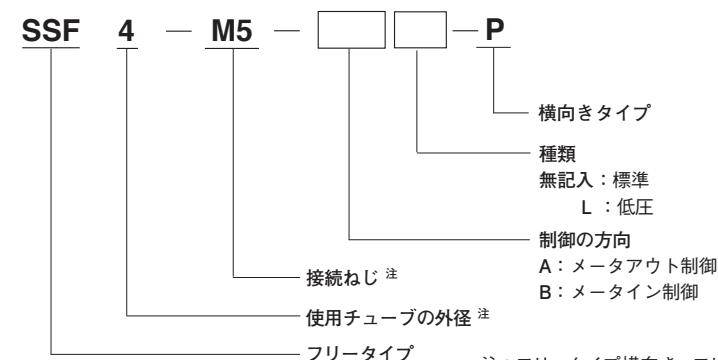 SSF 4 － M5 － － P
横向きタイプ
種類
無記入：標準
L ：低圧
制御の方向
A：メータアウト制御
B：メータイン制御
接続ねじ 注
使用チューブの外径 注
フリータイプ